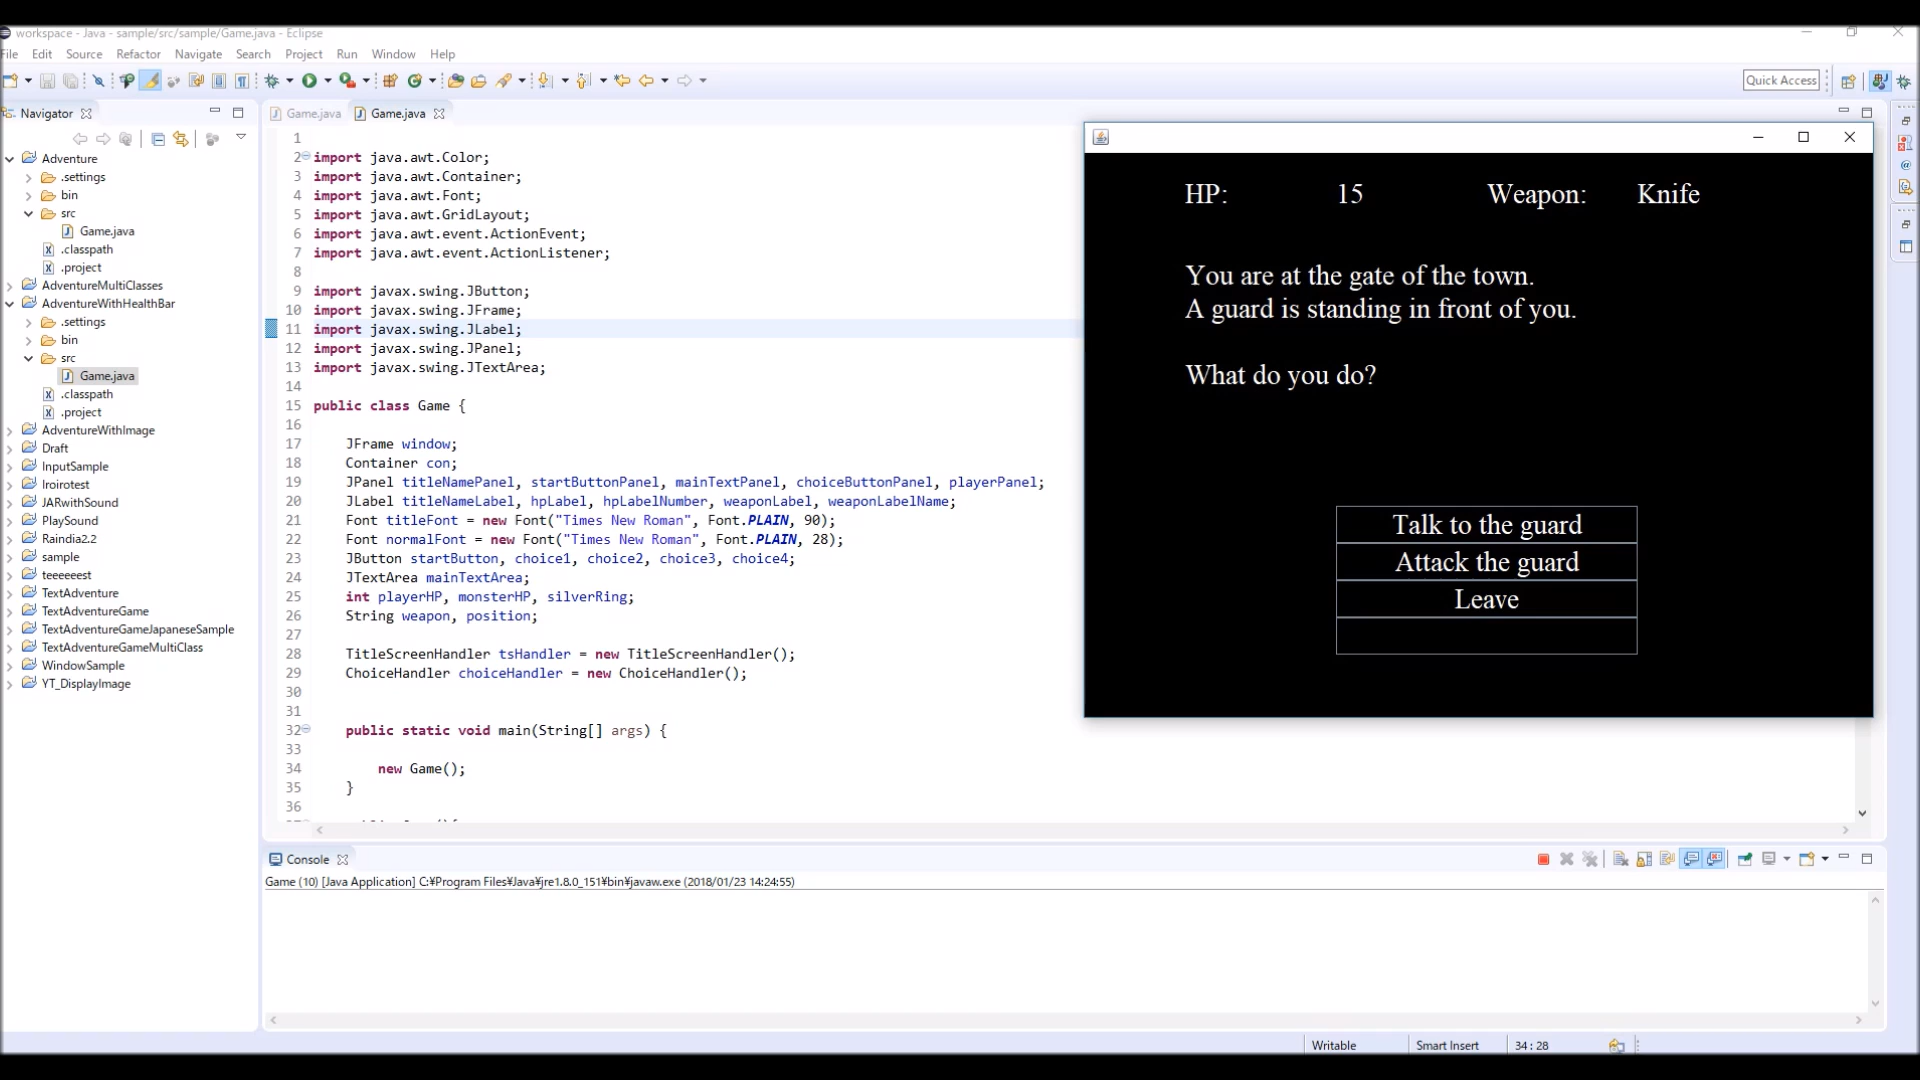 workspace - Java - sample/src/sample/Game.java - Eclipse
File Edit Source Refactor Navigate Search Project Run Window Help
Quick Access
Navigator
Adventure
.settings
bin
src
Game.java
.classpath
.project
AdventureMultiClasses
AdventureWithHealthBar
.settings
bin
src
Game.java
.classpath
.project
AdventureWithImage
Draft
InputSample
Iroirotest
JARwithSound
PlaySound
Raindia2.2
sample
teeeeeest
TextAdventure
TextAdventureGame
TextAdventureGameJapaneseSample
TextAdventureGameMultiClass
WindowSample
YT_DisplayImage
Game.java Game.java
1
2 import java.awt.Color;
3 import java.awt.Container;
4 import java.awt.Font;
5 import java.awt.GridLayout;
6 import java.awt.event.ActionEvent;
7 import java.awt.event.ActionListener;
8
9 import javax.swing.JButton;
10 import javax.swing.JFrame;
11 import javax.swing.JLabel;
12 import javax.swing.JPanel;
13 import javax.swing.JTextArea;
14
15 public class Game {
16
17 JFrame window;
18 Container con;
19 JPanel titleNamePanel, startButtonPanel, mainTextPanel, choiceButtonPanel, playerPanel;
20 JLabel titleNameLabel, hpLabel, hpLabelNumber, weaponLabel, weaponLabelName;
21 Font titleFont = new Font("Times New Roman", Font.PLAIN, 90);
22 Font normalFont = new Font("Times New Roman", Font.PLAIN, 28);
23 JButton startButton, choice1, choice2, choice3, choice4;
24 JTextArea mainTextArea;
25 int playerHP, monsterHP, silverRing;
26 String weapon, position;
27
28 TitleScreenHandler tsHandler = new TitleScreenHandler();
29 ChoiceHandler choiceHandler = new ChoiceHandler();
30
31
32 public static void main(String[] args) {
33
34 new Game();
35 }
36
HP: 15 Weapon: Knife
You are at the gate of the town.
A guard is standing in front of you.
What do you do?
Talk to the guard
Attack the guard
Leave
Console
Game (10) [Java Application] C:¥Program Files¥Java¥jre1.8.0_151¥bin¥javaw.exe (2018/01/23 14:24:55)
Writable Smart Insert 34 : 28